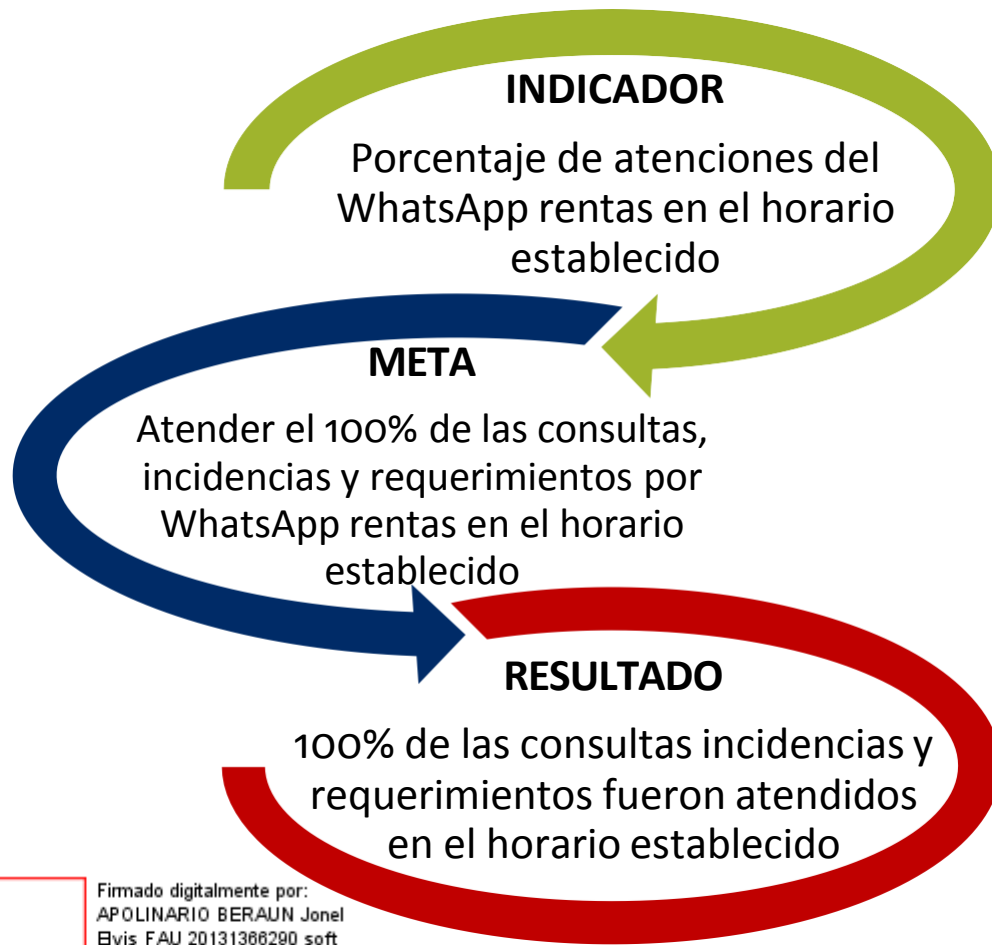 INDICADOR
Porcentaje de atenciones del
WhatsApp rentas en el horario
establecido
META
Atender el 100% de las consultas,
incidencias y requerimientos por
WhatsApp rentas en el horario
establecido
RESULTADO
100% de las consultas incidencias y
requerimientos fueron atendidos
en el horario establecido
Firmado digitalmente por:
APOLINARIO BERAUN Jonel
Elvis FAU 20131366290 soft